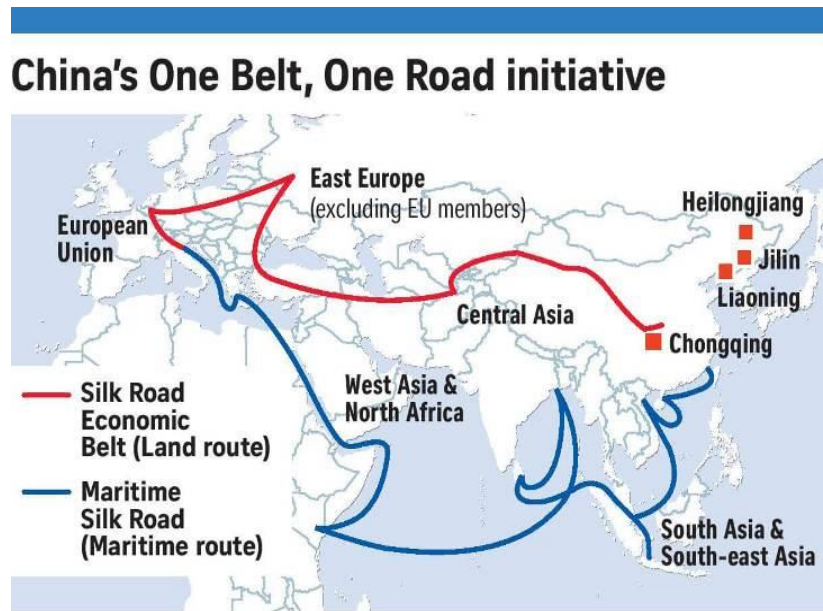 China's One Belt, One Road initiative
East Europe
(excluding EU members)
European
Union
Heilongjiang
Jilin
Liaoning
Central Asia
Chongqing
West Asia &
North Africa
Silk Road
Economic
Belt (Land route)
Maritime
Silk Road
(Maritime route)
South Asia &
South-east Asia